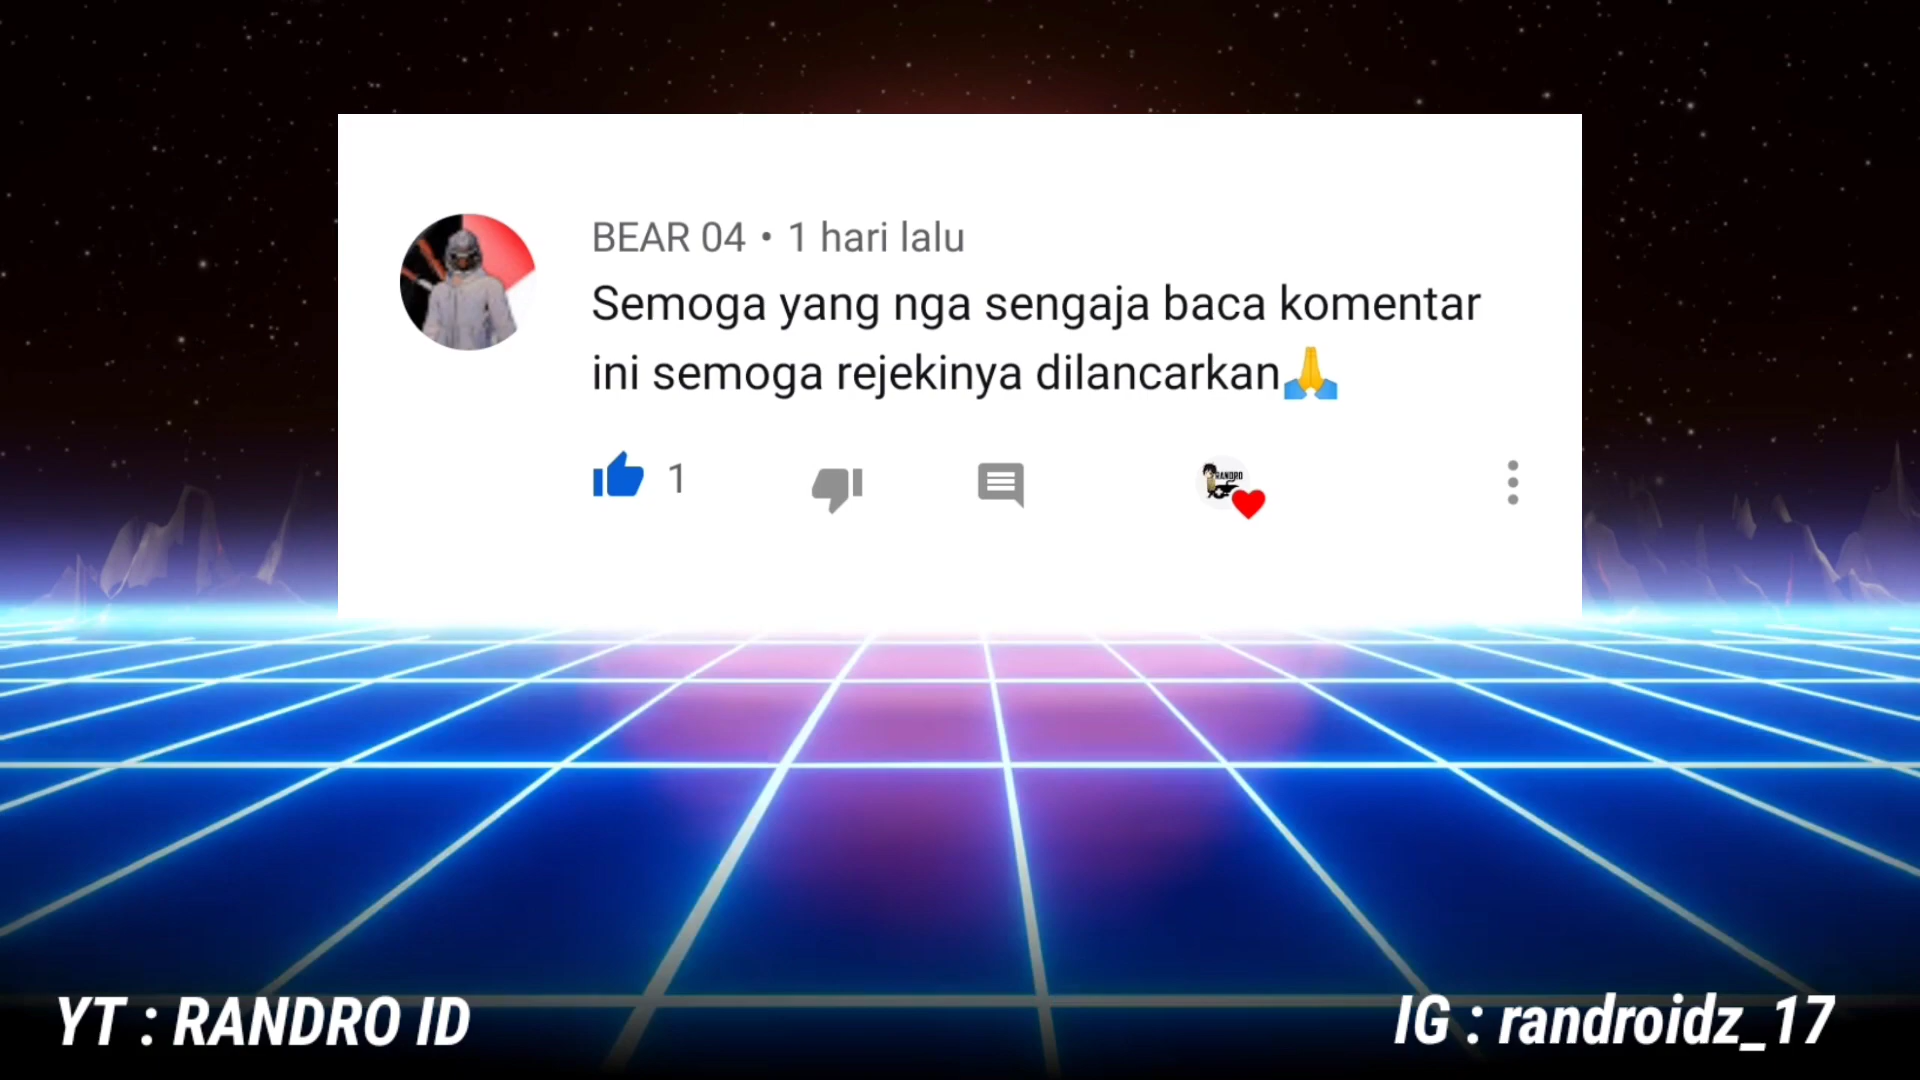 BEAR 04 • 1 hari lalu
Semoga yang nga sengaja baca komentar
ini semoga rejekinya dilancarkan🙏
1
RANDRO
YT : RANDRO ID
IG : randroidz_17